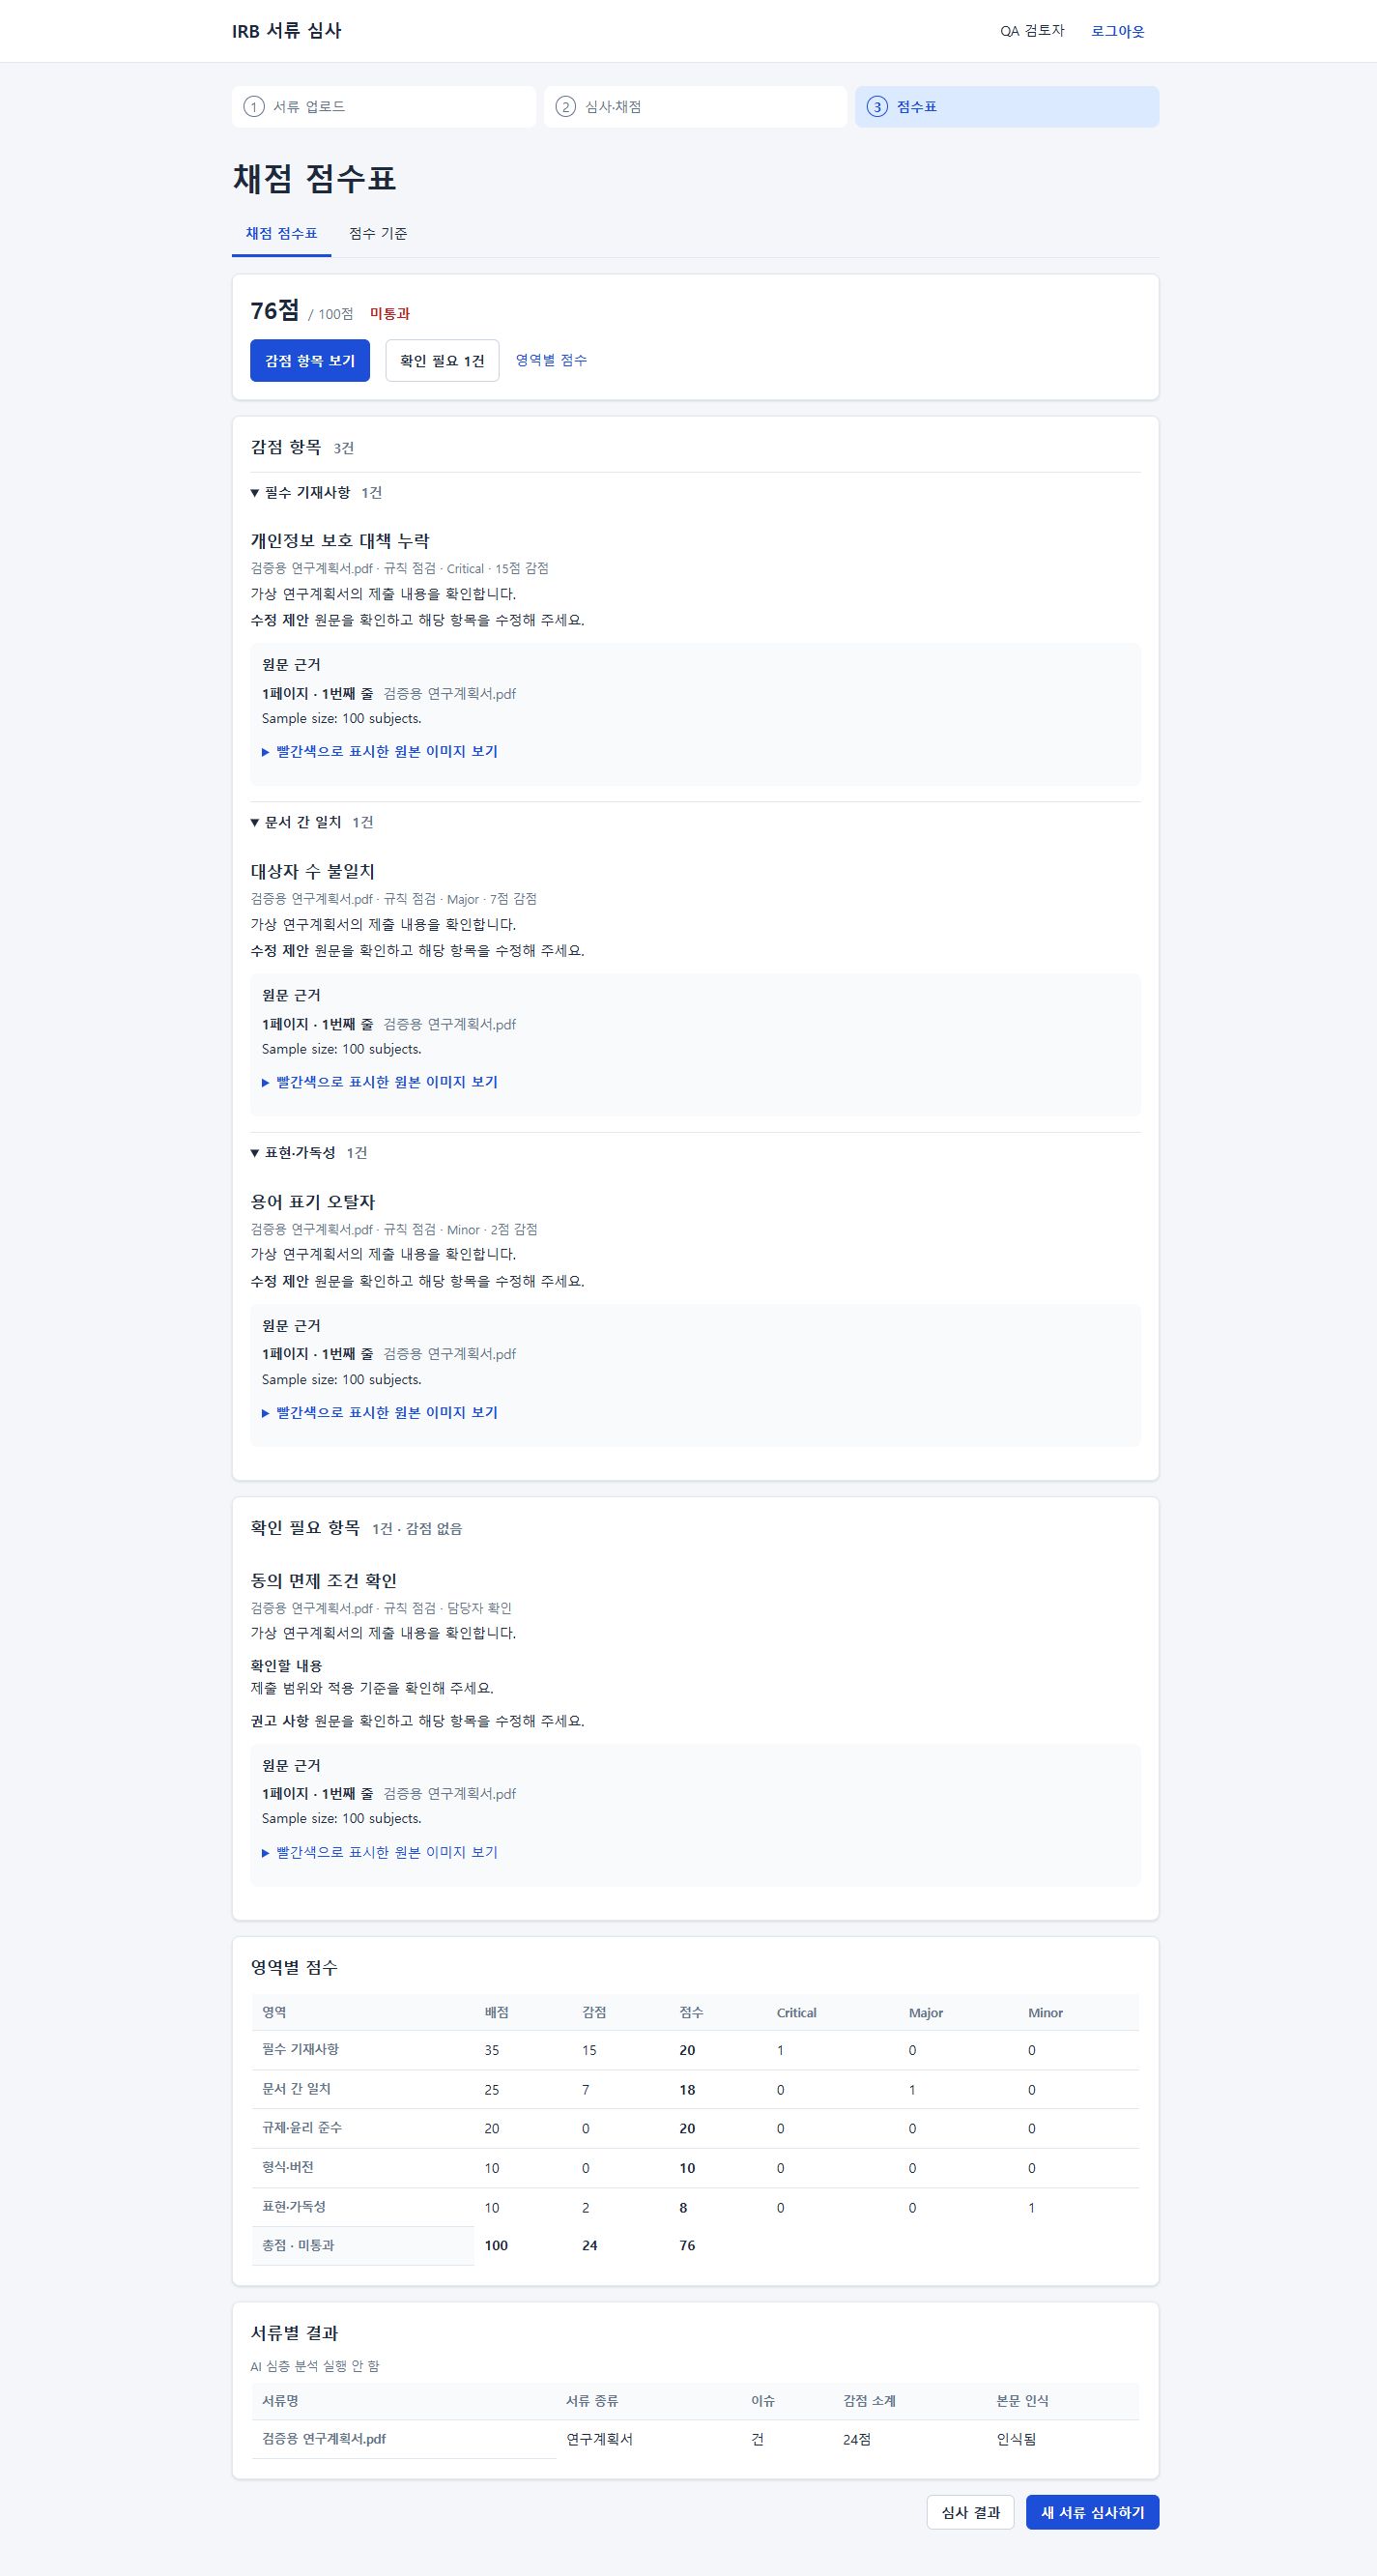 IRB 서류 심사
QA 검토자 로그아웃
1 서류 업로드 2 심사·채점 3 점수표
채점 점수표
채점 점수표 점수 기준
76점 / 100점 미통과
감점 항목 보기 확인 필요 1건 영역별 점수
감점 항목 3건
▼ 필수 기재사항 1건
개인정보 보호 대책 누락
검증용 연구계획서.pdf · 규칙 점검 · Critical · 15점 감점
가상 연구계획서의 제출 내용을 확인합니다.
수정 제안 원문을 확인하고 해당 항목을 수정해 주세요.
원문 근거
1페이지 · 1번째 줄 검증용 연구계획서.pdf
Sample size: 100 subjects.
▶ 빨간색으로 표시한 원본 이미지 보기
▼ 문서 간 일치 1건
대상자 수 불일치
검증용 연구계획서.pdf · 규칙 점검 · Major · 7점 감점
가상 연구계획서의 제출 내용을 확인합니다.
수정 제안 원문을 확인하고 해당 항목을 수정해 주세요.
원문 근거
1페이지 · 1번째 줄 검증용 연구계획서.pdf
Sample size: 100 subjects.
▶ 빨간색으로 표시한 원본 이미지 보기
▼ 표현·가독성 1건
용어 표기 오탈자
검증용 연구계획서.pdf · 규칙 점검 · Minor · 2점 감점
가상 연구계획서의 제출 내용을 확인합니다.
수정 제안 원문을 확인하고 해당 항목을 수정해 주세요.
원문 근거
1페이지 · 1번째 줄 검증용 연구계획서.pdf
Sample size: 100 subjects.
▶ 빨간색으로 표시한 원본 이미지 보기
확인 필요 항목 1건 · 감점 없음
동의 면제 조건 확인
검증용 연구계획서.pdf · 규칙 점검 · 담당자 확인
가상 연구계획서의 제출 내용을 확인합니다.
확인할 내용
제출 범위와 적용 기준을 확인해 주세요.
권고 사항 원문을 확인하고 해당 항목을 수정해 주세요.
원문 근거
1페이지 · 1번째 줄 검증용 연구계획서.pdf
Sample size: 100 subjects.
▶ 빨간색으로 표시한 원본 이미지 보기
영역별 점수
영역 배점 감점 점수 Critical Major Minor
필수 기재사항 35 15 20 1 0 0
문서 간 일치 25 7 18 0 1 0
규제·윤리 준수 20 0 20 0 0 0
형식·버전 10 0 10 0 0 0
표현·가독성 10 2 8 0 0 1
총점 · 미통과 100 24 76
서류별 결과
AI 심층 분석 실행 안 함
서류명 서류 종류 이슈 감점 소계 본문 인식
검증용 연구계획서.pdf 연구계획서 건 24점 인식됨
심사 결과 새 서류 심사하기